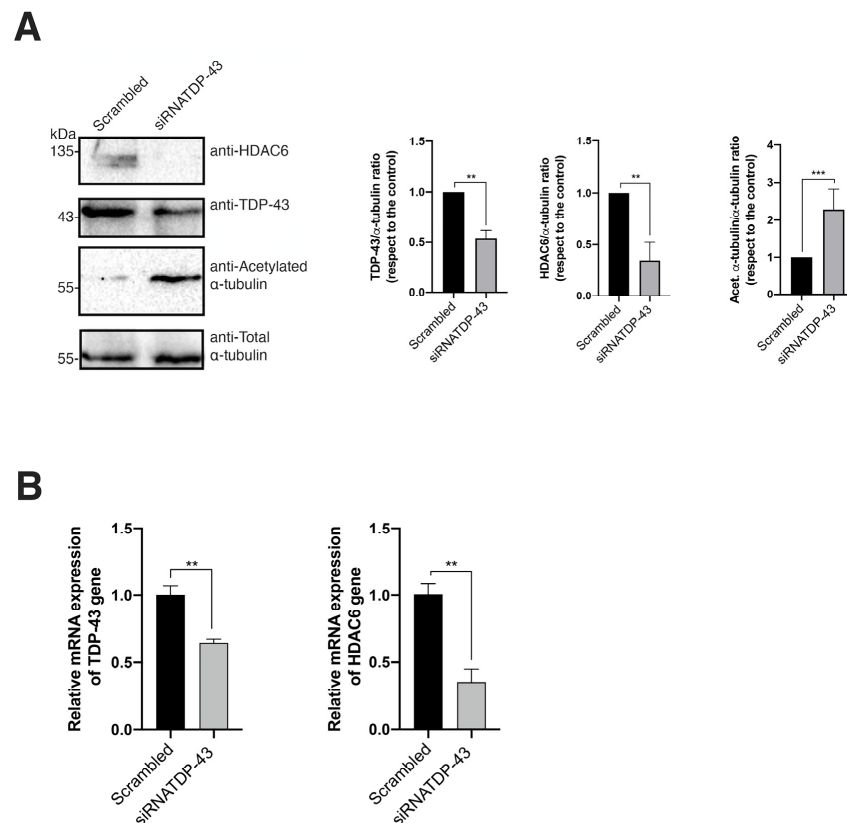 A
Scrambled
siRNATDP-43
kDa
135-
anti-HDAC6
43-
anti-TDP-43
55-
anti-Acetylated
α-tubulin
55-
anti-Total
α-tubulin
TDP-43/α-tubulin ratio
(respect to the control)
1.5
1.0
0.5
0.0
**
Scrambled
siRNATDP-43
HDAC6/α-tubulin ratio
(respect to the control)
1.5
1.0
0.5
0.0
**
Scrambled
siRNATDP-43
Acet. α-tubulin/α-tubulin ratio
(respect to the control)
4
3
2
1
0
***
Scrambled
siRNATDP-43
B
Relative mRNA expression
of TDP-43 gene
1.5
1.0
0.5
0.0
**
Scrambled
siRNATDP-43
Relative mRNA expression
of HDAC6 gene
1.5
1.0
0.5
0.0
**
Scrambled
siRNATDP-43